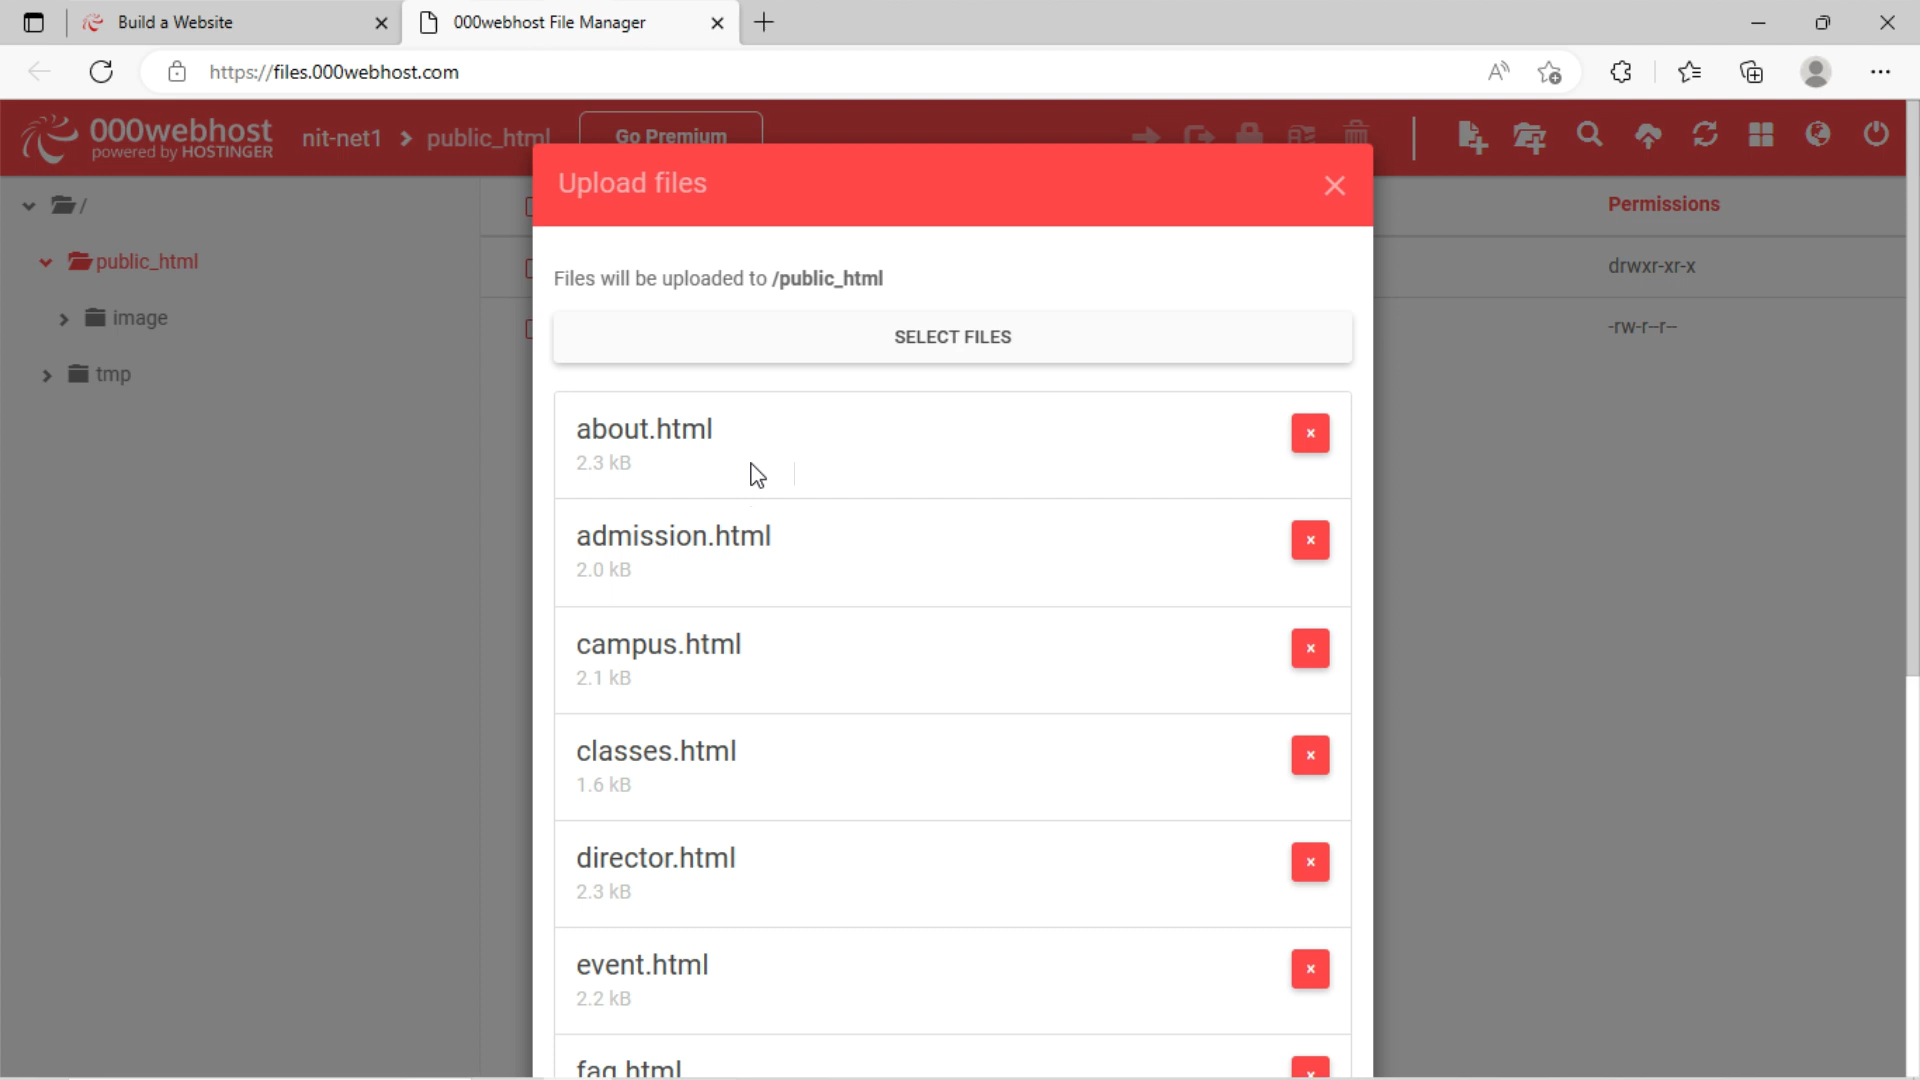 Build a Website
000webhost File Manager
https://files.000webhost.com
000webhost
powered by HOSTINGER
nit-net1 > public_html
Go Premium
Upload files
/
Permissions
public_html
drwxr-xr-x
Files will be uploaded to /public_html
image
-rw-r--r--
SELECT FILES
tmp
about.html
2.3 kB
admission.html
2.0 kB
campus.html
2.1 kB
classes.html
1.6 kB
director.html
2.3 kB
event.html
2.2 kB
faq.html